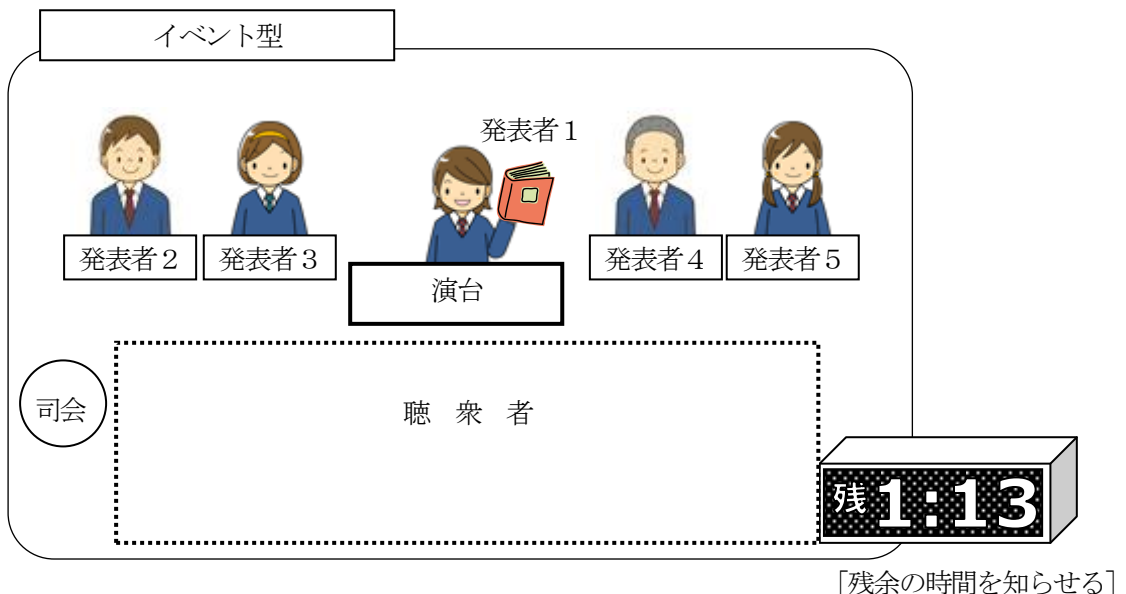 イベント型
発表者１
発表者２
発表者３
発表者４
発表者５
演台
司会
聴 衆 者
残 1:13
［残余の時間を知らせる］